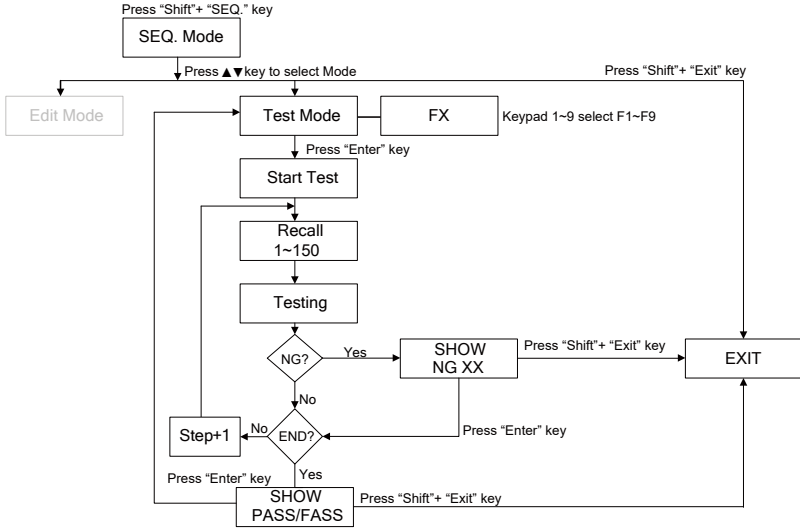 Press “Shift”+ “SEQ.” key
SEQ. Mode
Press ▲▼key to select Mode
Press “Shift”+ “Exit” key
Edit Mode
Test Mode
FX
Keypad 1~9 select F1~F9
Press “Enter” key
Start Test
Recall
1~150
Testing
NG?
Yes
SHOW
NG XX
Press “Shift”+ “Exit” key
EXIT
No
Step+1
No
END?
Press “Enter” key
Yes
Press “Enter” key
SHOW
PASS/FASS
Press “Shift”+ “Exit” key